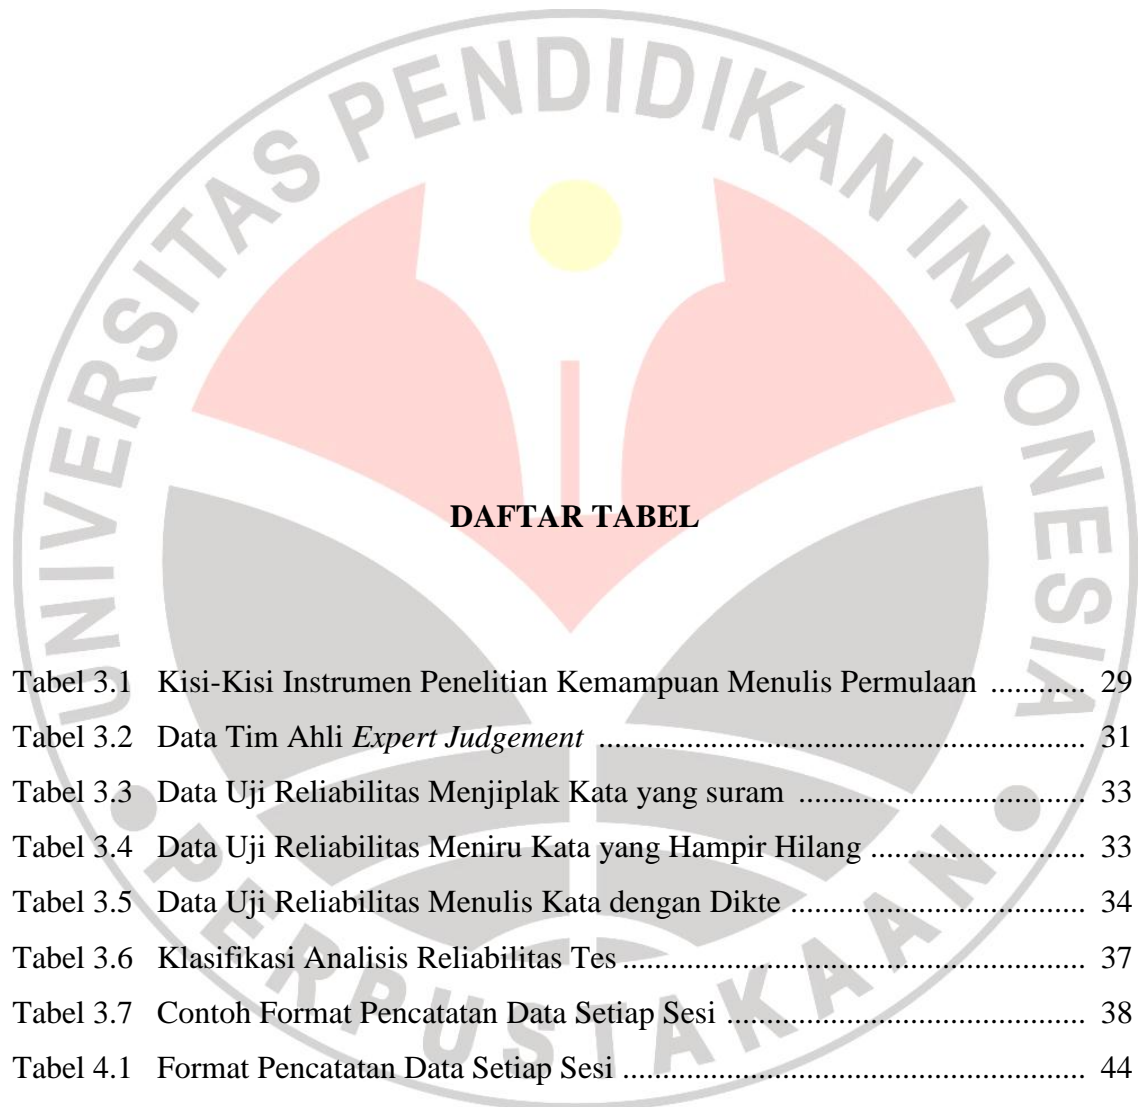 UNIVERSITAS PENDIDIKAN INDONESIA
DAFTAR TABEL
Tabel 3.1 Kisi-Kisi Instrumen Penelitian Kemampuan Menulis Permulaan ............ 29
Tabel 3.2 Data Tim Ahli Expert Judgement .............................................................. 31
Tabel 3.3 Data Uji Reliabilitas Menjiplak Kata yang suram .................................... 33
Tabel 3.4 Data Uji Reliabilitas Meniru Kata yang Hampir Hilang ........................... 33
Tabel 3.5 Data Uji Reliabilitas Menulis Kata dengan Dikte ..................................... 34
Tabel 3.6 Klasifikasi Analisis Reliabilitas Tes ........................................................... 37
Tabel 3.7 Contoh Format Pencatatan Data Setiap Sesi ............................................. 38
Tabel 4.1 Format Pencatatan Data Setiap Sesi ........................................................... 44
PERPUSTAKAAN